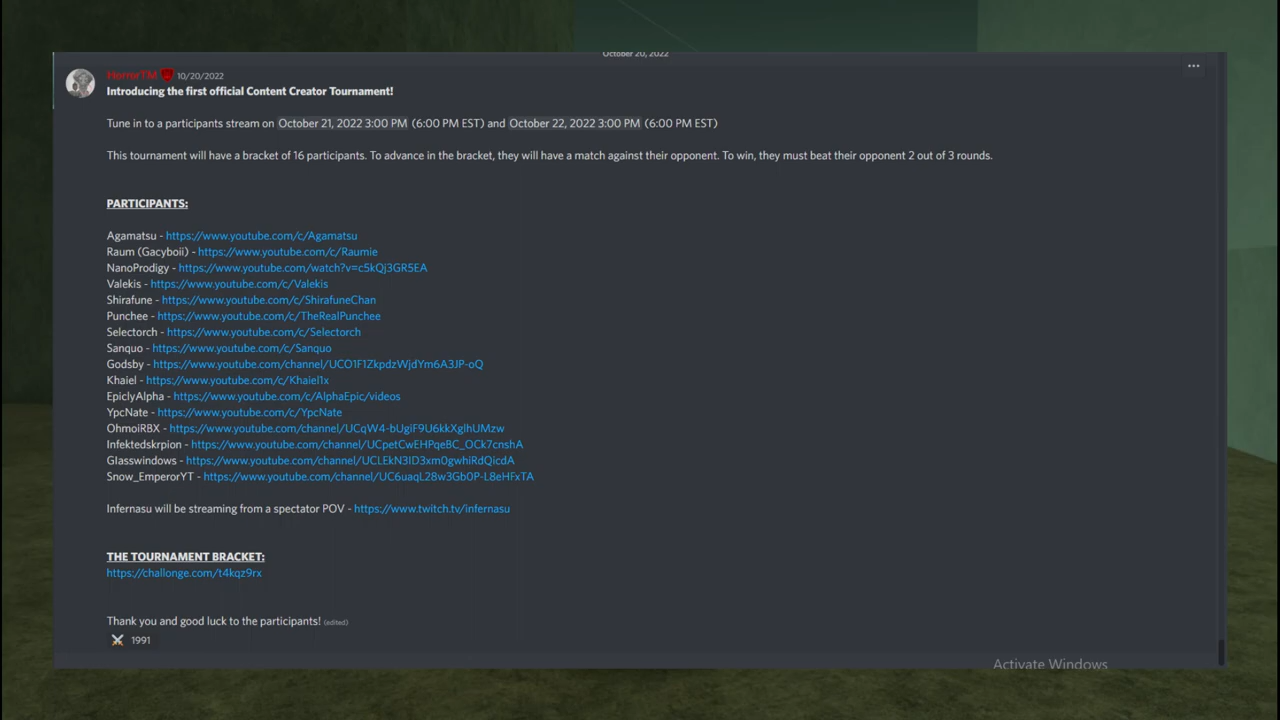 October 20, 2022
HorrorTM 10/20/2022
Introducing the first official Content Creator Tournament!
Tune in to a participants stream on October 21, 2022 3:00 PM (6:00 PM EST) and October 22, 2022 3:00 PM (6:00 PM EST)
This tournament will have a bracket of 16 participants. To advance in the bracket, they will have a match against their opponent. To win, they must beat their opponent 2 out of 3 rounds.
PARTICIPANTS:
Agamatsu - https://www.youtube.com/c/Agamatsu
Raum (Gacyboii) - https://www.youtube.com/c/Raumie
NanoProdigy - https://www.youtube.com/watch?v=c5kQj3GR5EA
Valekis - https://www.youtube.com/c/Valekis
Shirafune - https://www.youtube.com/c/ShirafuneChan
Punchee - https://www.youtube.com/c/TheRealPunchee
Selectorch - https://www.youtube.com/c/Selectorch
Sanquo - https://www.youtube.com/c/Sanquo
Godsby - https://www.youtube.com/channel/UCO1F1ZkpdzWjdYm6A3JP-oQ
Khaiel - https://www.youtube.com/c/Khaiel1x
EpiclyAlpha - https://www.youtube.com/c/AlphaEpic/videos
YpcNate - https://www.youtube.com/c/YpcNate
OhmoiRBX - https://www.youtube.com/channel/UCqW4-bUgiF9U6kkXglhUMzw
Infektedskrpion - https://www.youtube.com/channel/UCpetCwEHPqeBC_OCk7cnshA
Glasswindows - https://www.youtube.com/channel/UCLEkN3ID3xm0gwhiRdQicdA
Snow_EmperorYT - https://www.youtube.com/channel/UC6uaqL28w3Gb0P-L8eHFxTA
Infernasu will be streaming from a spectator POV - https://www.twitch.tv/infernasu
THE TOURNAMENT BRACKET:
https://challonge.com/t4kqz9rx
Thank you and good luck to the participants! (edited)
1991
Activate Windows